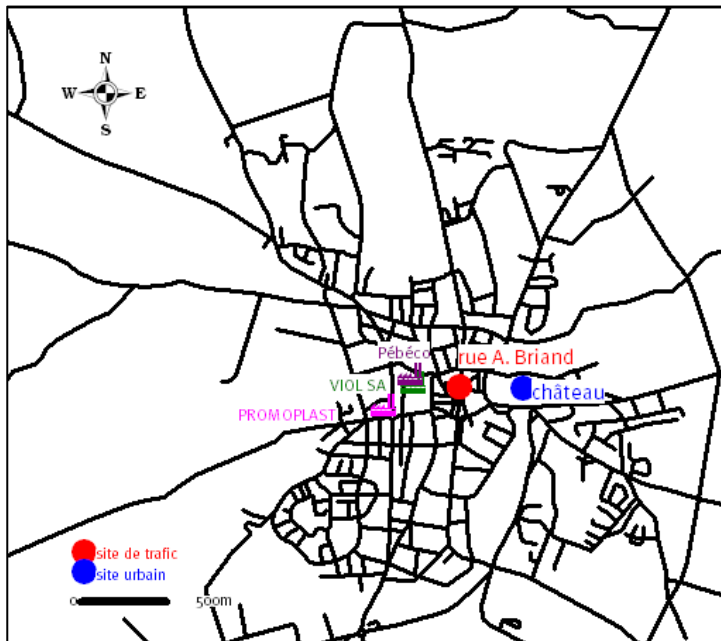 N
W E
S
Pébéco
rue A. Briand
VIOL SA
château
PROMOPLAST
site de trafic
site urbain
0 500m